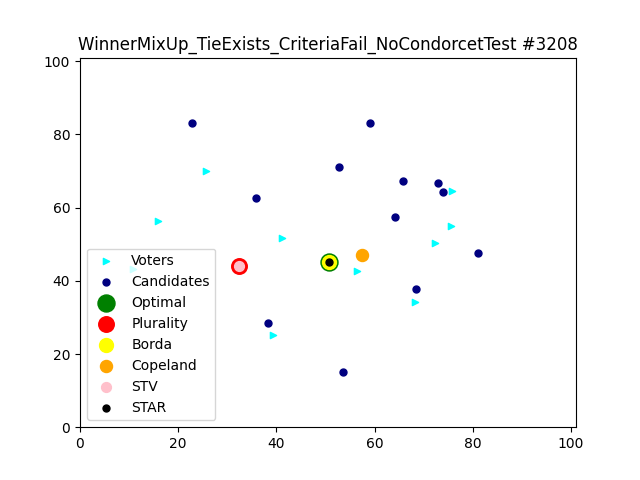 WinnerMixUp_TieExists_CriteriaFail_NoCondorcetTest #3208
100
80
60
40
20
0
Voters
Candidates
Optimal
Plurality
Borda
Copeland
STV
STAR
0 20 40 60 80 100